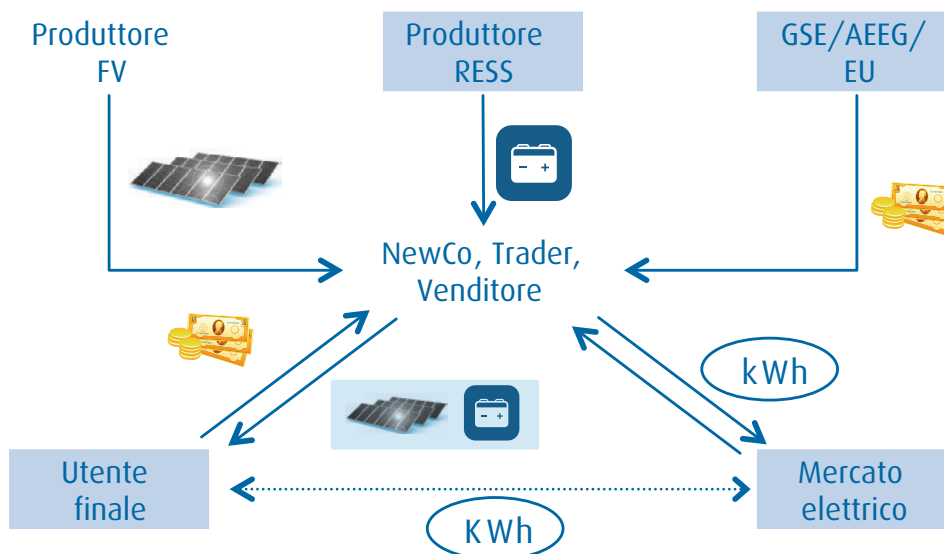 Produttore
FV
Produttore
RESS
GSE/AEEG/
EU
NewCo, Trader,
Venditore
kWh
Utente
finale
Mercato
elettrico
KWh